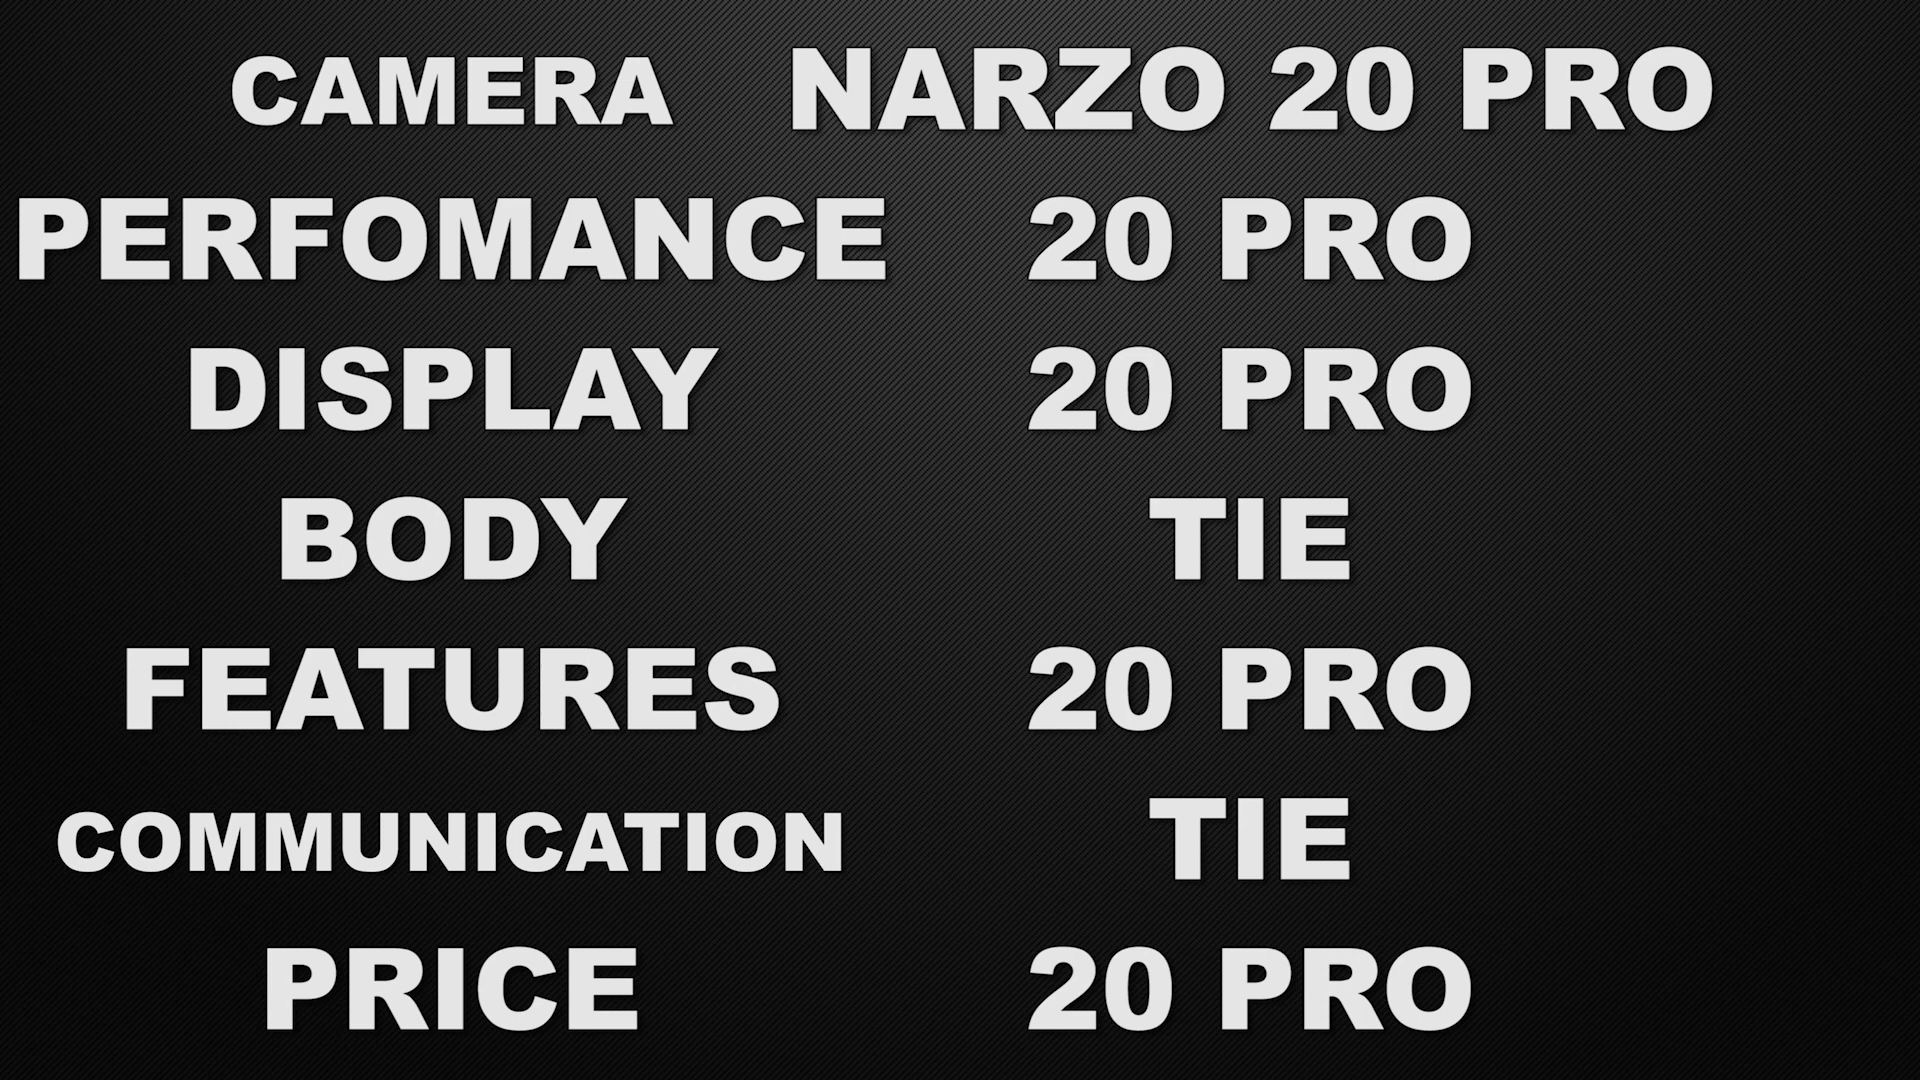 CAMERA NARZO 20 PRO
PERFOMANCE 20 PRO
DISPLAY 20 PRO
BODY TIE
FEATURES 20 PRO
COMMUNICATION TIE
PRICE 20 PRO